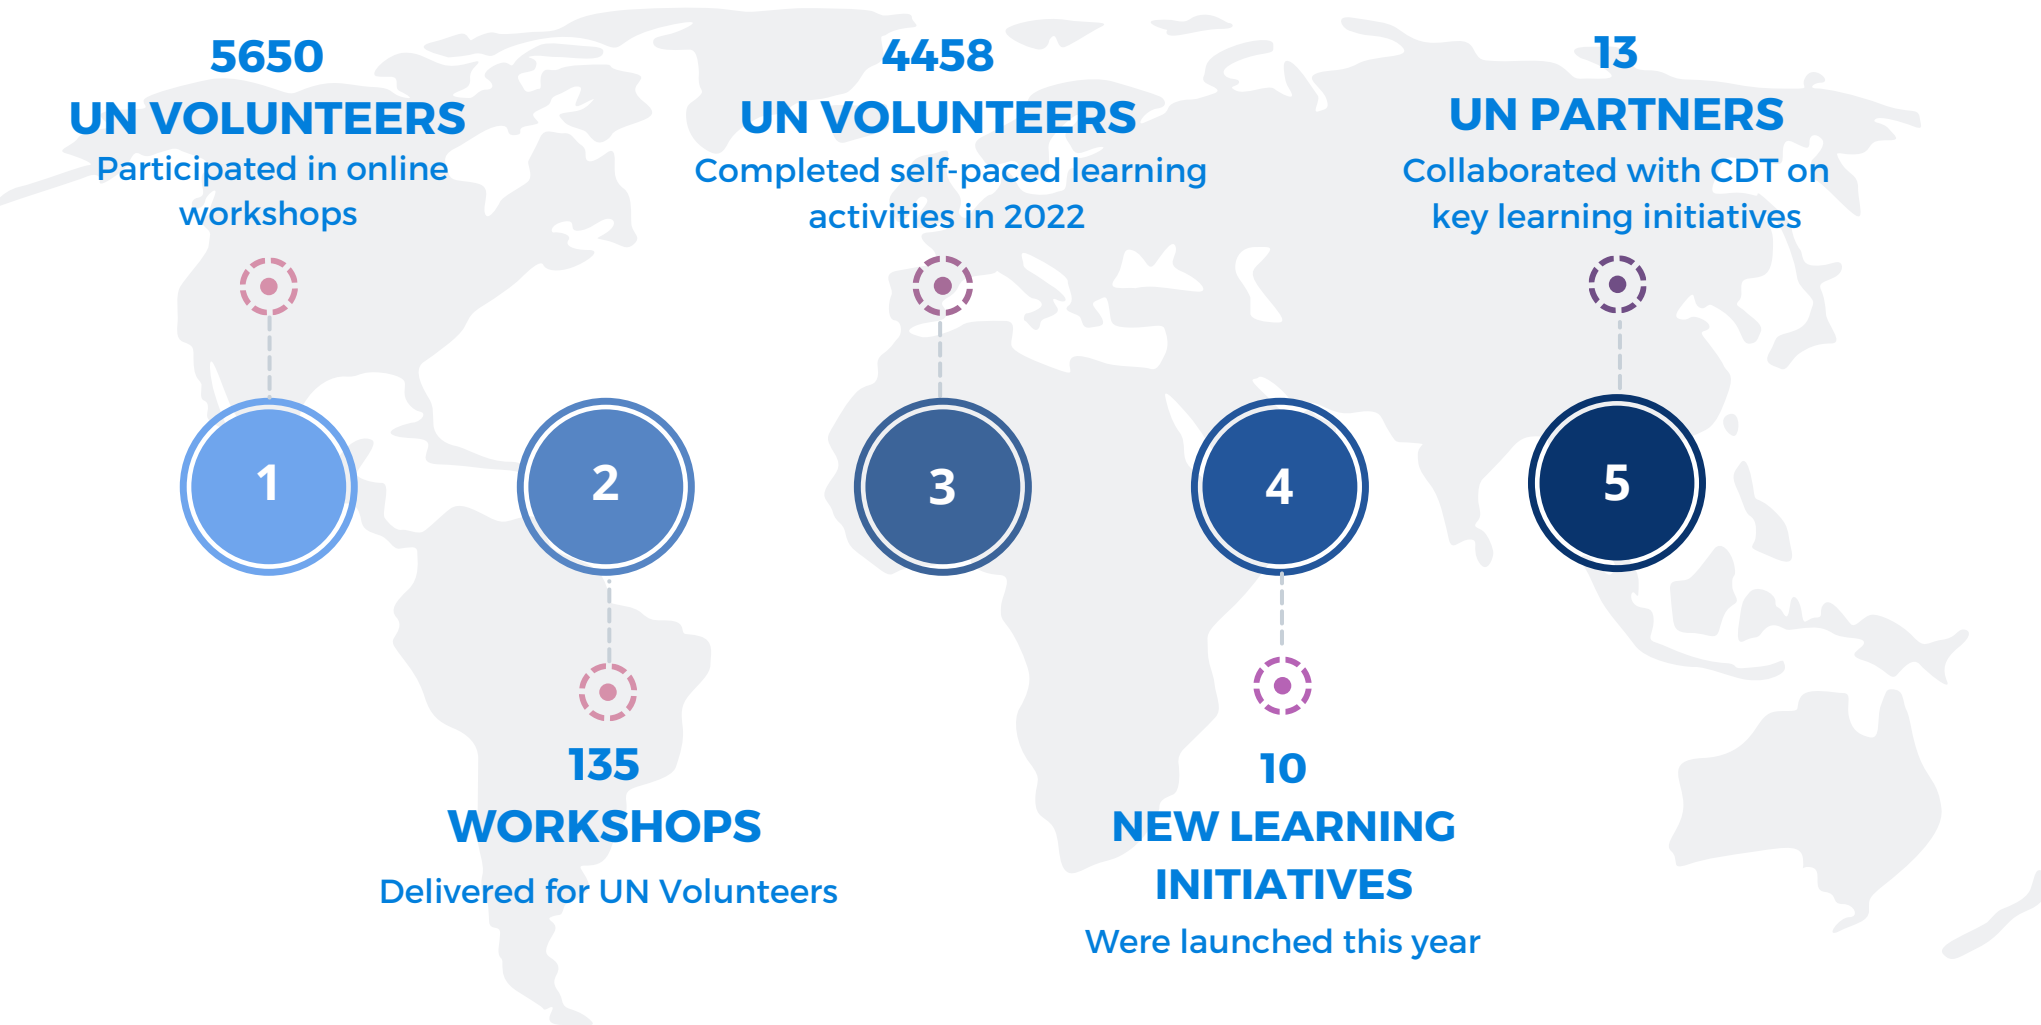 5650
UN VOLUNTEERS
Participated in online
workshops
4458
UN VOLUNTEERS
Completed self-paced learning
activities in 2022
13
UN PARTNERS
Collaborated with CDT on
key learning initiatives
1
2
3
4
5
135
WORKSHOPS
Delivered for UN Volunteers
10
NEW LEARNING
INITIATIVES
Were launched this year